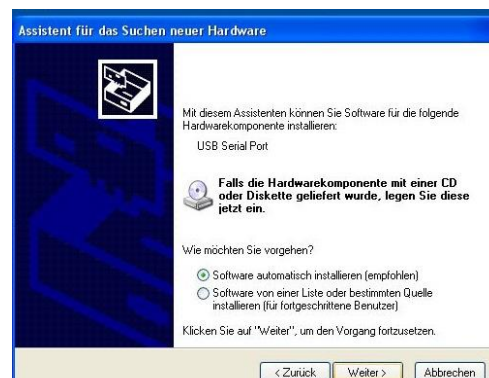 Assistent für das Suchen neuer Hardware
Mit diesem Assistenten können Sie Software für die folgende
Hardwarekomponente installieren:
USB Serial Port
Falls die Hardwarekomponente mit einer CD
oder Diskette geliefert wurde, legen Sie diese
jetzt ein.
Wie möchten Sie vorgehen?
Software automatisch installieren (empfohlen)
Software von einer Liste oder bestimmten Quelle
installieren (für fortgeschrittene Benutzer)
Klicken Sie auf "Weiter", um den Vorgang fortzusetzen.
< Zurück Weiter > Abbrechen